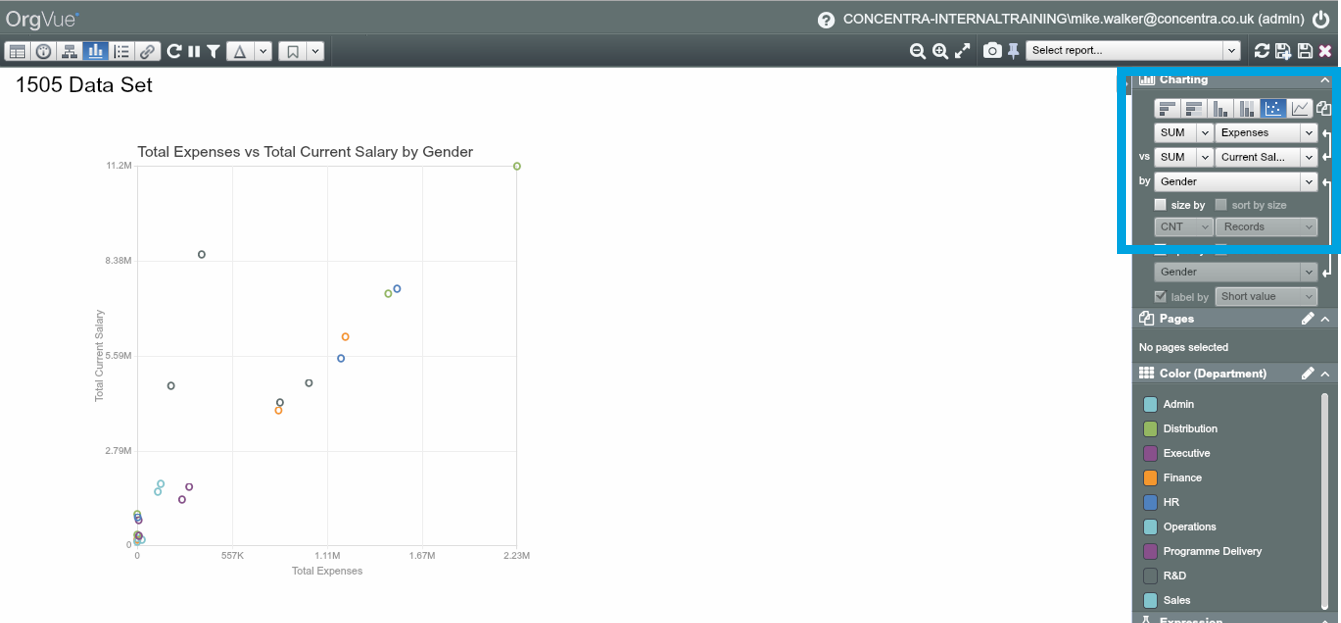 OrgVue
CONCENTRA-INTERNALTRAINING\mike.walker@concentra.co.uk (admin)
Select report...
1505 Data Set
Charting
SUM Expenses
vs SUM Current Sal...
by Gender
size by sort by size
CNT Records
Gender
label by Short value
Pages
No pages selected
Color (Department)
Admin
Distribution
Executive
Finance
HR
Operations
Programme Delivery
R&D
Sales
Expression
Total Expenses vs Total Current Salary by Gender
11.2M
8.38M
5.59M
2.79M
0
Total Current Salary
0 557K 1.11M 1.67M 2.23M
Total Expenses